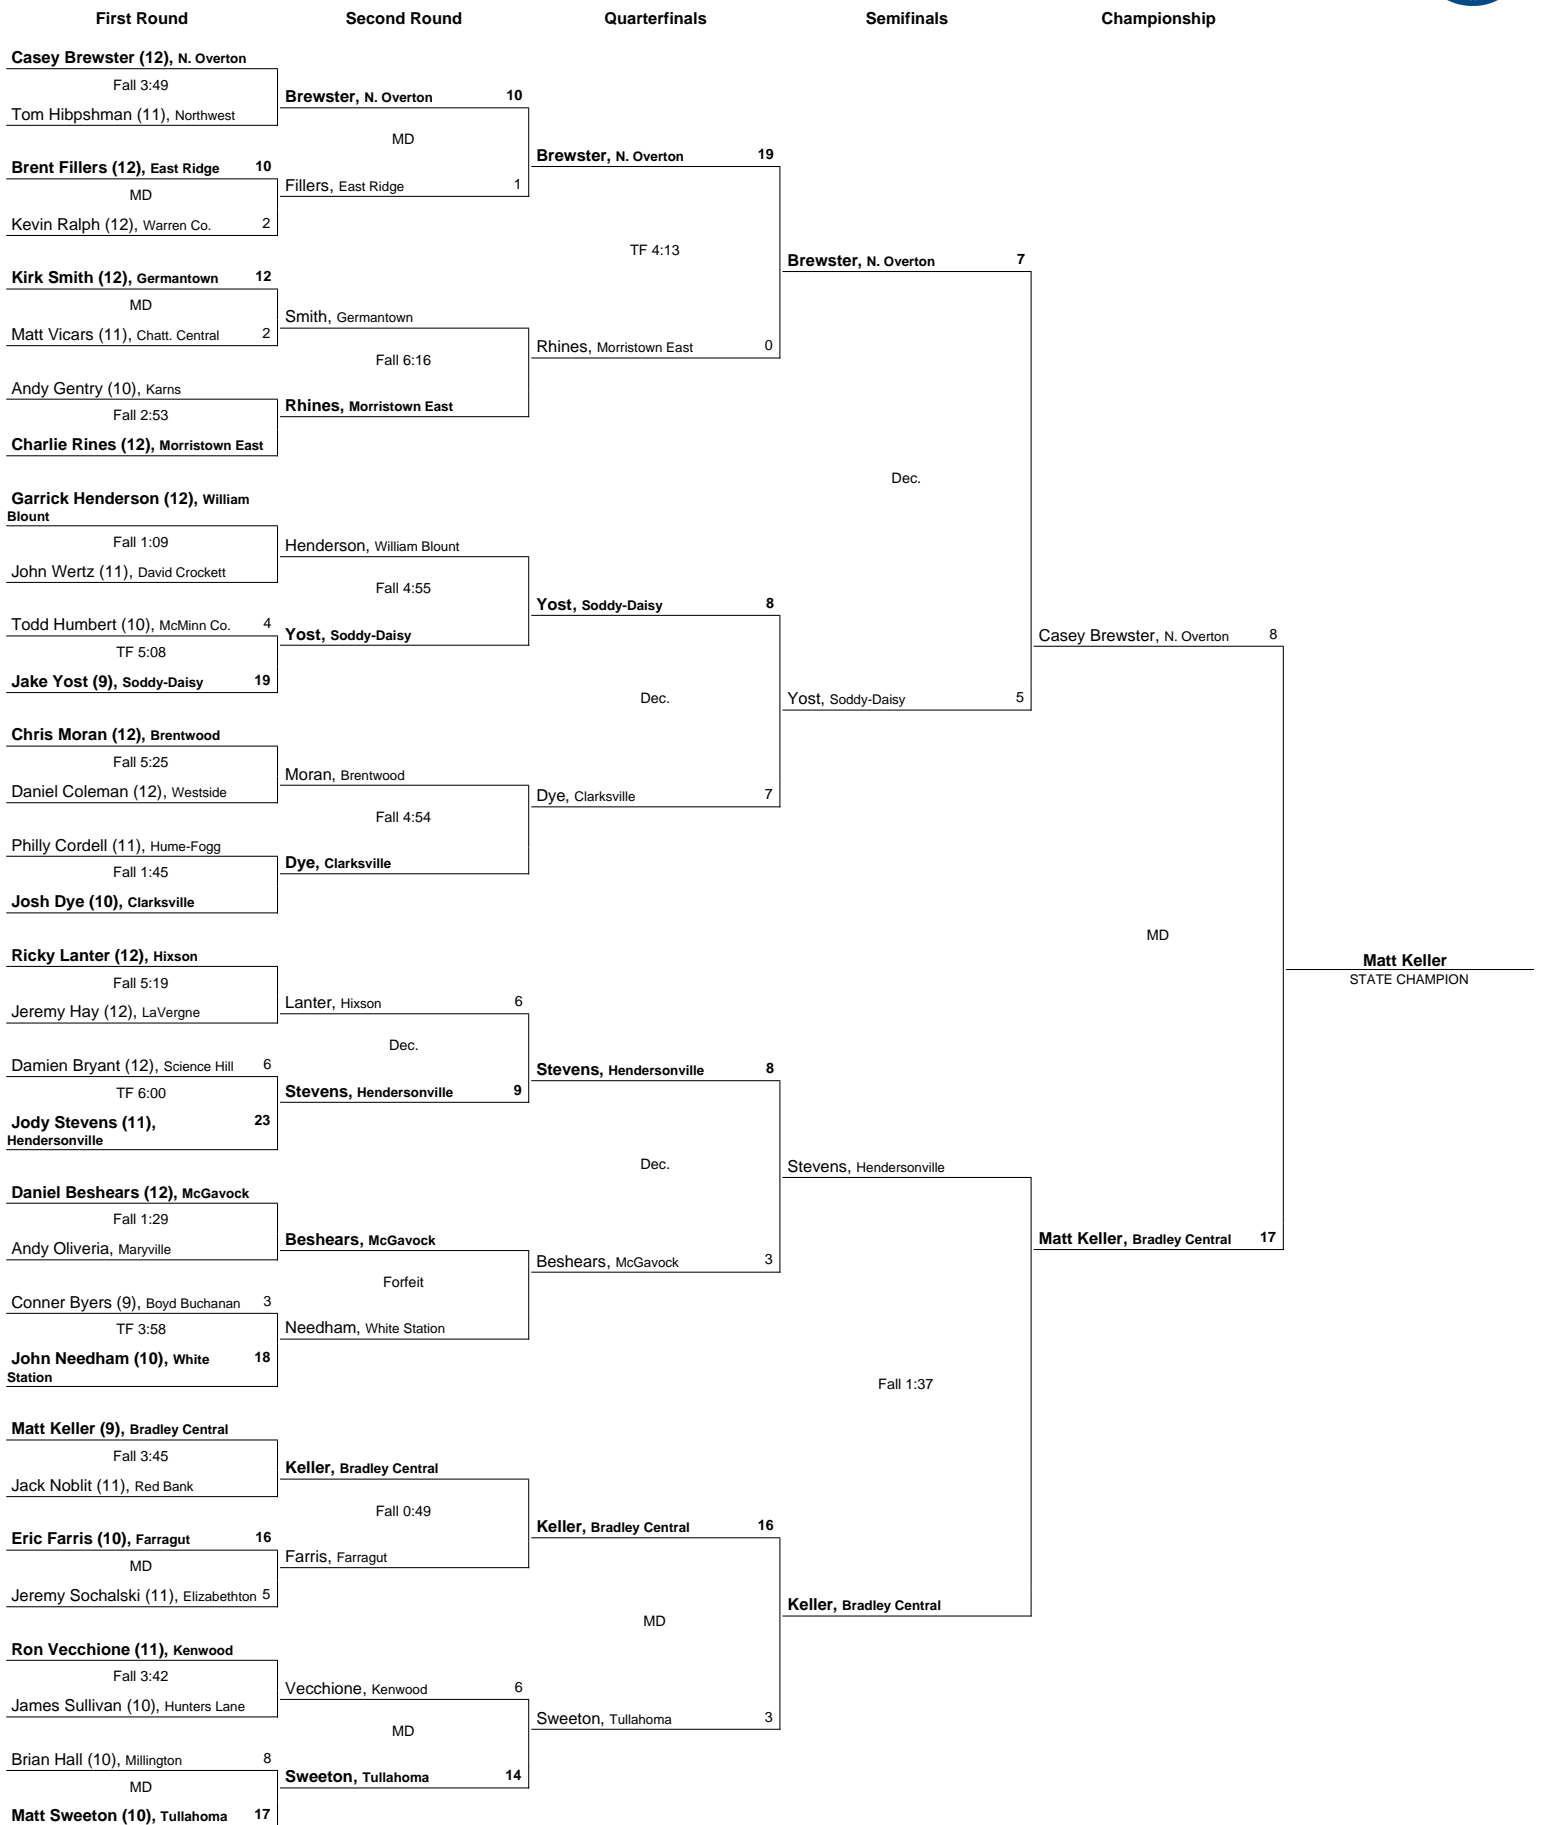 First Round Second Round Quarterfinals Semifinals Championship
Casey Brewster (12), N. Overton
Fall 3:49
Tom Hibpshman (11), Northwest
Brent Fillers (12), East Ridge 10
MD
Kevin Ralph (12), Warren Co. 2
Kirk Smith (12), Germantown 12
MD
Matt Vicars (11), Chatt. Central 2
Andy Gentry (10), Karns
Fall 2:53
Charlie Rines (12), Morristown East
Garrick Henderson (12), William
Blount
Fall 1:09
John Wertz (11), David Crockett
Todd Humbert (10), McMinn Co. 4
TF 5:08
Jake Yost (9), Soddy-Daisy 19
Chris Moran (12), Brentwood
Fall 5:25
Daniel Coleman (12), Westside
Philly Cordell (11), Hume-Fogg
Fall 1:45
Josh Dye (10), Clarksville
Ricky Lanter (12), Hixson
Fall 5:19
Jeremy Hay (12), LaVergne
Damien Bryant (12), Science Hill 6
TF 6:00
Jody Stevens (11), 23
Hendersonville
Daniel Beshears (12), McGavock
Fall 1:29
Andy Oliveria, Maryville
Conner Byers (9), Boyd Buchanan 3
TF 3:58
John Needham (10), White 18
Station
Matt Keller (9), Bradley Central
Fall 3:45
Jack Noblit (11), Red Bank
Eric Farris (10), Farragut 16
MD
Jeremy Sochalski (11), Elizabethton 5
Ron Vecchione (11), Kenwood
Fall 3:42
James Sullivan (10), Hunters Lane
Brian Hall (10), Millington 8
MD
Matt Sweeton (10), Tullahoma 17
Brewster, N. Overton 10
MD
Fillers, East Ridge 1
Smith, Germantown
Fall 6:16
Rhines, Morristown East
Henderson, William Blount
Fall 4:55
Yost, Soddy-Daisy
Moran, Brentwood
Fall 4:54
Dye, Clarksville
Lanter, Hixson 6
Dec.
Stevens, Hendersonville 9
Beshears, McGavock
Forfeit
Needham, White Station
Keller, Bradley Central
Fall 0:49
Farris, Farragut
Vecchione, Kenwood 6
MD
Sweeton, Tullahoma 14
Brewster, N. Overton 19
TF 4:13
Rhines, Morristown East 0
Yost, Soddy-Daisy 8
Dec.
Dye, Clarksville 7
Stevens, Hendersonville 8
Dec.
Beshears, McGavock 3
Keller, Bradley Central 16
MD
Sweeton, Tullahoma 3
Brewster, N. Overton 7
Dec.
Yost, Soddy-Daisy 5
Stevens, Hendersonville
Fall 1:37
Keller, Bradley Central
Casey Brewster, N. Overton 8
MD
Matt Keller, Bradley Central 17
Matt Keller
STATE CHAMPION